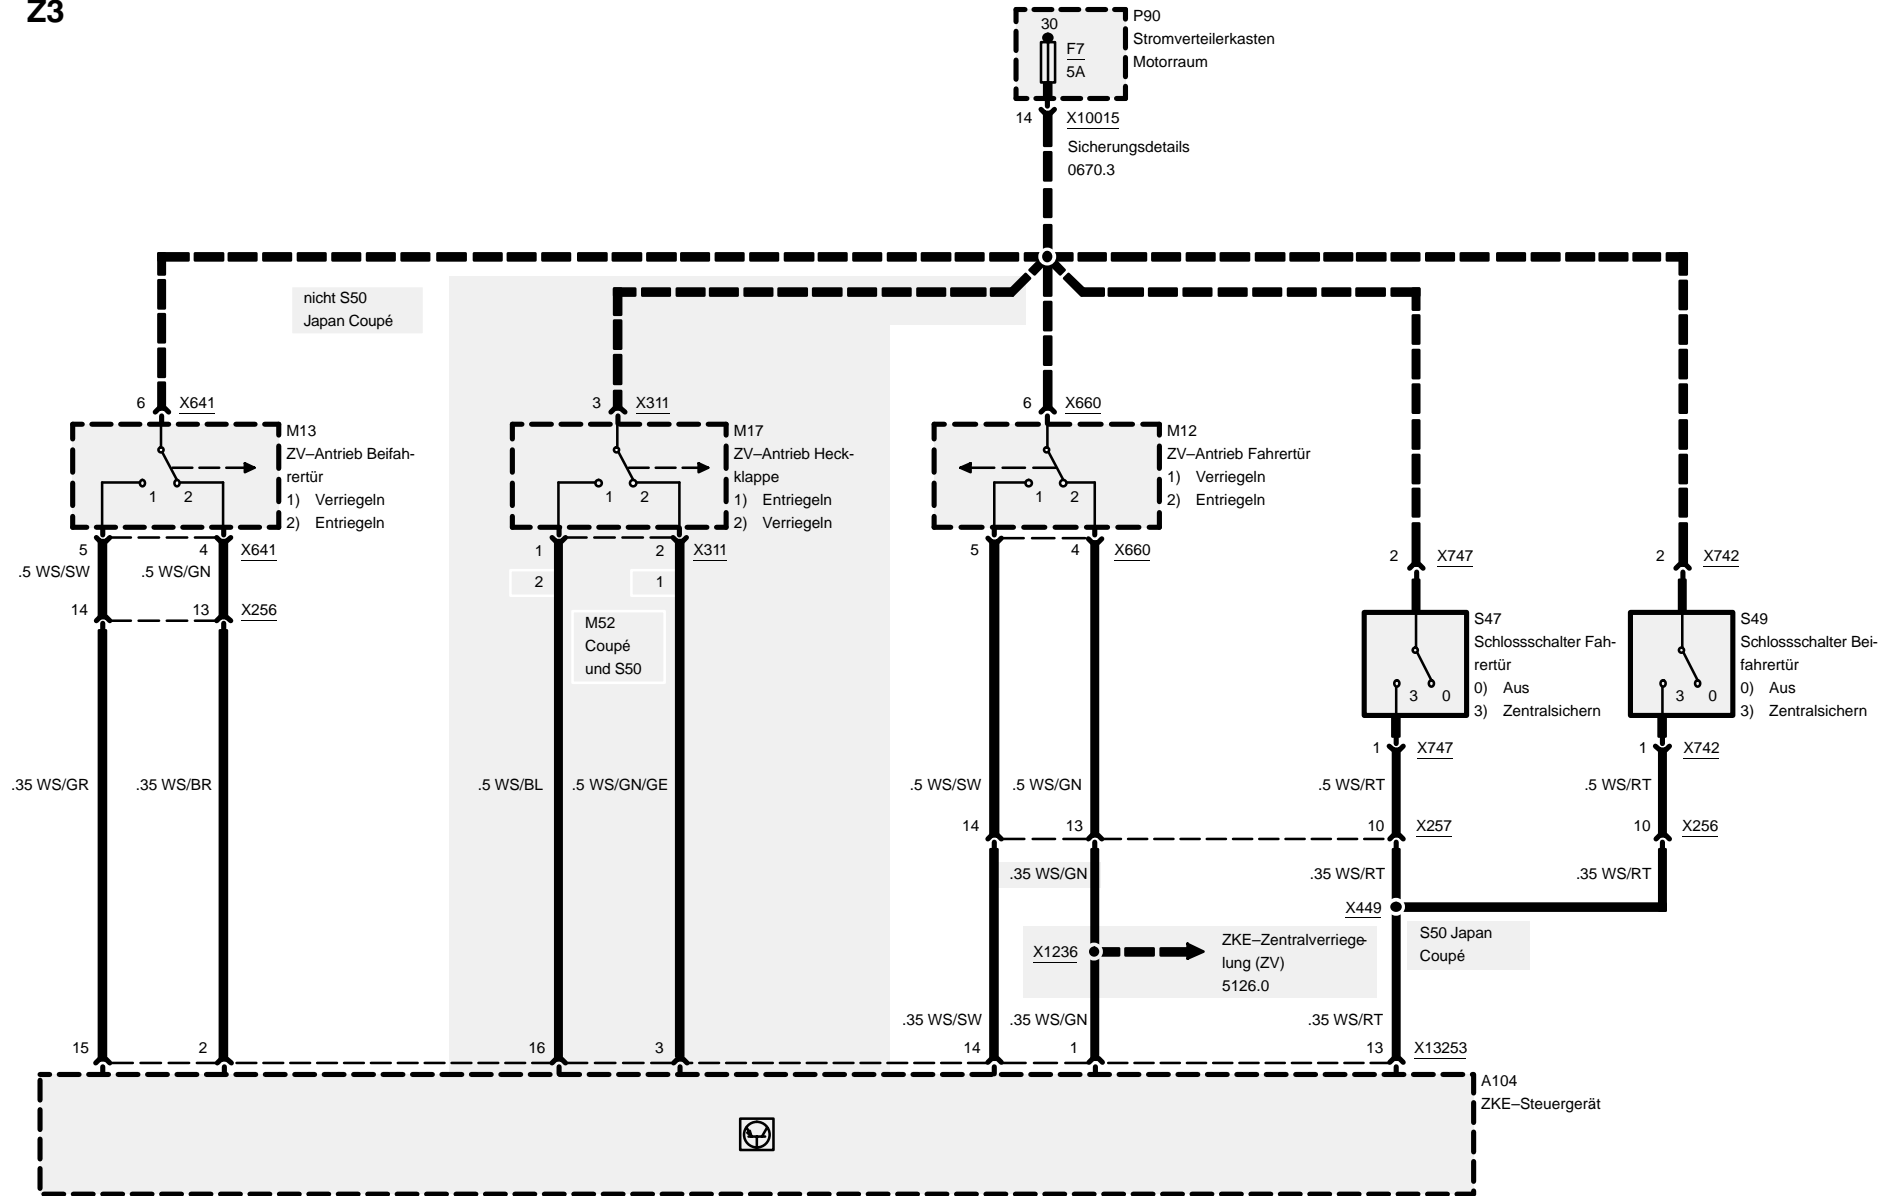 Z3
30
F7
5A
P90
Stromverteilerkasten
Motorraum
14
X10015
Sicherungsdetails
0670.3
nicht S50
Japan Coupé
6
X641
3
X311
6
X660
M13
ZV–Antrieb Beifah-
rertür
1) Verriegeln
2) Entriegeln
1
2
M17
ZV–Antrieb Heck-
klappe
1) Entriegeln
2) Verriegeln
1
2
M12
ZV–Antrieb Fahrertür
1) Verriegeln
2) Entriegeln
1
2
5
4
X641
1
2
X311
5
4
X660
2
X747
2
X742
.5 WS/SW
.5 WS/GN
2
1
14
13
X256
M52
Coupé
und S50
S47
Schlossschalter Fah-
rertür
0) Aus
3) Zentralsichern
3
0
S49
Schlossschalter Bei-
fahrertür
0) Aus
3) Zentralsichern
3
0
1
X747
1
X742
.35 WS/GR
.35 WS/BR
.5 WS/BL
.5 WS/GN/GE
.5 WS/SW
.5 WS/GN
.5 WS/RT
.5 WS/RT
14
13
10
X257
10
X256
.35 WS/GN
.35 WS/RT
.35 WS/RT
X449
S50 Japan
Coupé
X1236
ZKE–Zentralverriege-
lung (ZV)
5126.0
.35 WS/SW
.35 WS/GN
.35 WS/RT
15
2
16
3
14
1
13
X13253
A104
ZKE–Steuergerät